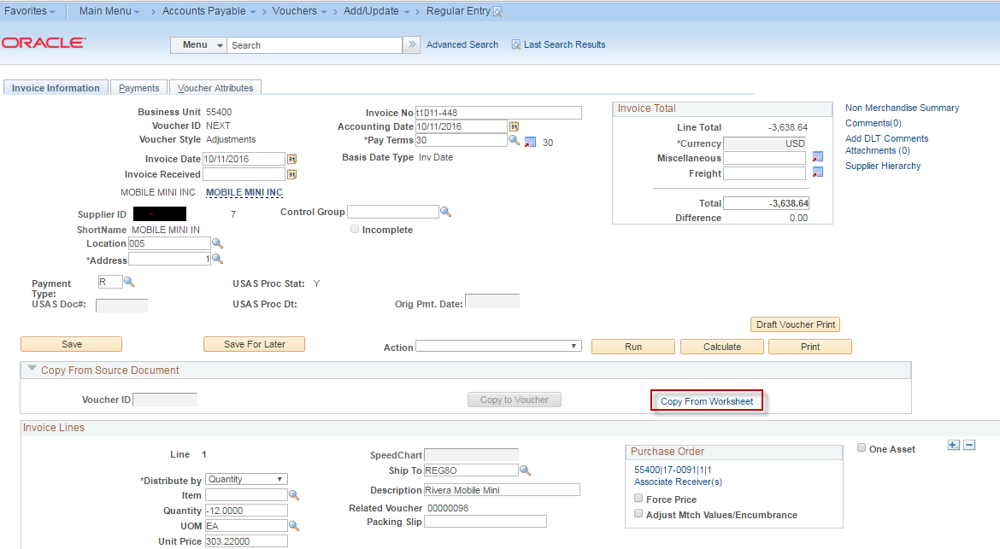 Favorites Main Menu > Accounts Payable > Vouchers > Add/Update > Regular Entry
ORACLE
Menu Search » Advanced Search Last Search Results
Invoice Information Payments Voucher Attributes
Business Unit 55400
Voucher ID NEXT
Voucher Style Adjustments
Invoice Date 10/11/2016
Invoice Received
MOBILE MINI INC MOBILE MINI INC
Supplier ID 7
ShortName MOBILE MINI IN
Location 005
*Address 1
Invoice No t1011-448
Accounting Date 10/11/2016
*Pay Terms 30 30
Basis Date Type Inv Date
Control Group
Incomplete
Invoice Total
Line Total -3,638.64
*Currency USD
Miscellaneous
Freight
Total -3,638.64
Difference 0.00
Non Merchandise Summary
Comments(0)
Add DLT Comments
Attachments (0)
Supplier Hierarchy
Payment Type: R
USAS Doc#:
USAS Proc Stat: Y
USAS Proc Dt:
Orig Pmt. Date:
Draft Voucher Print
Save Save For Later Action Run Calculate Print
Copy From Source Document
Voucher ID Copy to Voucher Copy From Worksheet
Invoice Lines
Line 1
*Distribute by Quantity
Item
Quantity -12.0000
UOM EA
Unit Price 303.22000
SpeedChart
Ship To REG8O
Description Rivera Mobile Mini
Related Voucher 00000098
Packing Slip
Purchase Order
55400|17-0091|1|1
Associate Receiver(s)
Force Price
Adjust Mtch Values/Encumbrance
One Asset